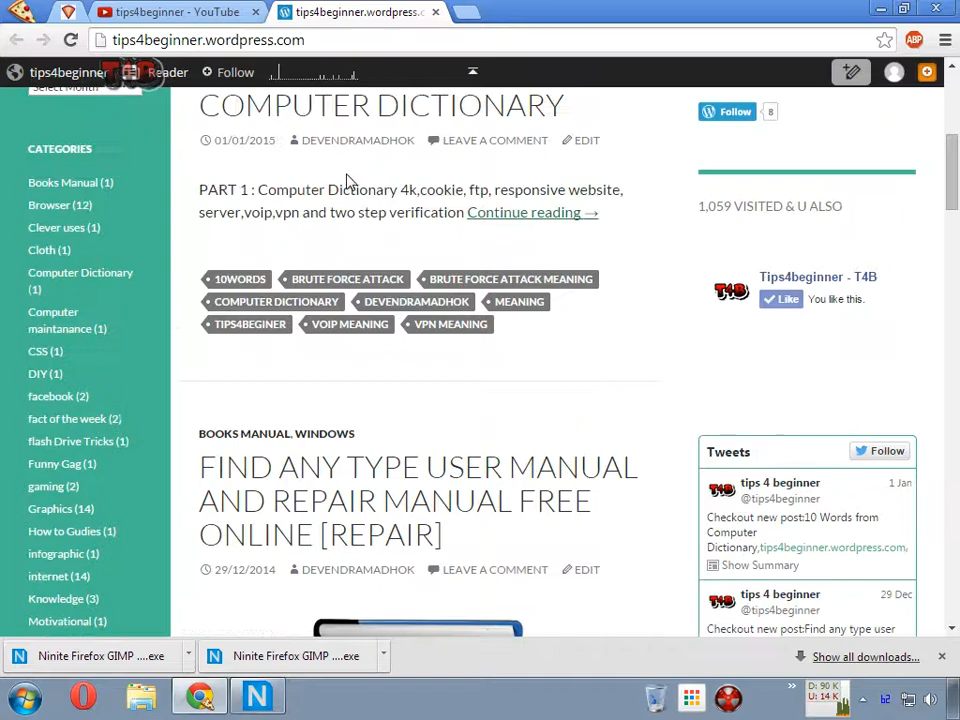 tips4beginner - YouTube
tips4beginner.wordpress.c
tips4beginner.wordpress.com
ABP
tips4beginner
T4B
Reader
Follow
Select Month
CATEGORIES
Books Manual (1)
Browser (12)
Clever uses (1)
Cloth (1)
Computer Dictionary
(1)
Computer
maintanance (1)
CSS (1)
DIY (1)
facebook (2)
fact of the week (2)
flash Drive Tricks (1)
Funny Gag (1)
gaming (2)
Graphics (14)
How to Gudies (1)
infographic (1)
internet (14)
Knowledge (3)
Motivational (1)
COMPUTER DICTIONARY
01/01/2015 DEVENDRAMADHOK LEAVE A COMMENT EDIT
PART 1 : Computer Dictionary 4k,cookie, ftp, responsive website,
server,voip,vpn and two step verification Continue reading →
10WORDS BRUTE FORCE ATTACK BRUTE FORCE ATTACK MEANING
COMPUTER DICTIONARY DEVENDRAMADHOK MEANING
TIPS4BEGINER VOIP MEANING VPN MEANING
BOOKS MANUAL, WINDOWS
FIND ANY TYPE USER MANUAL
AND REPAIR MANUAL FREE
ONLINE [REPAIR]
29/12/2014 DEVENDRAMADHOK LEAVE A COMMENT EDIT
Follow 8
1,059 VISITED & U ALSO
T4B
Tips4beginner - T4B
Like You like this.
Tweets Follow
T4B
tips 4 beginner 1 Jan
@tips4beginner
Checkout new post:10 Words from
Computer
Dictionary,tips4beginner.wordpress.com,
Show Summary
T4B
tips 4 beginner 29 Dec
@tips4beginner
Checkout new post:Find any type user
N Ninite Firefox GIMP ....exe
N Ninite Firefox GIMP ....exe
Show all downloads...
N
D: 90 K
U: 14 K